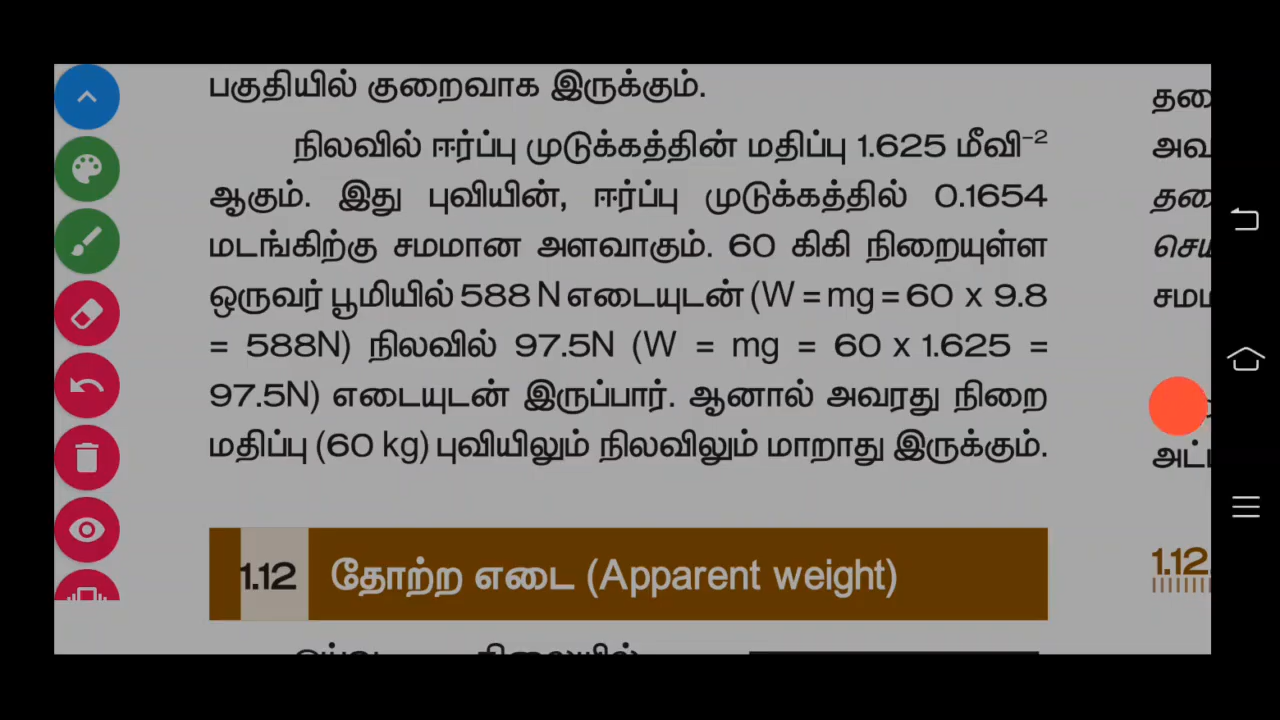 பகுதியில் குறைவாக இருக்கும்.
நிலவில் ஈர்ப்பு முடுக்கத்தின் மதிப்பு 1.625 மீவி⁻²
ஆகும். இது புவியின், ஈர்ப்பு முடுக்கத்தில் 0.1654
மடங்கிற்கு சமமான அளவாகும். 60 கிகி நிறையுள்ள
ஒருவர் பூமியில் 588 N எடையுடன் (W = mg = 60 x 9.8
= 588N) நிலவில் 97.5N (W = mg = 60 x 1.625 =
97.5N) எடையுடன் இருப்பார். ஆனால் அவரது நிறை
மதிப்பு (60 kg) புவியிலும் நிலவிலும் மாறாது இருக்கும்.
1.12 தோற்ற எடை (Apparent weight)
1.12